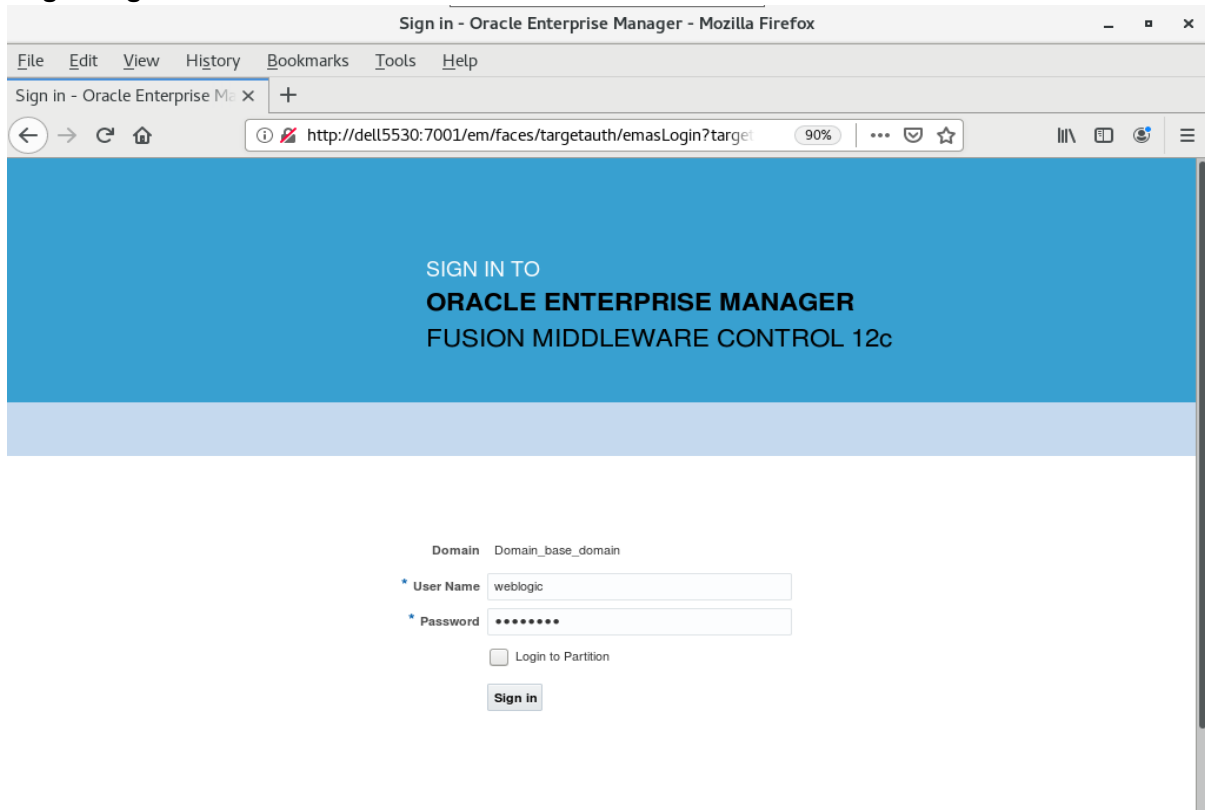 Sign in - Oracle Enterprise Manager - Mozilla Firefox
File Edit View History Bookmarks Tools Help
Sign in - Oracle Enterprise Ma
http://dell5530:7001/em/faces/targetauth/emasLogin?target 90%
SIGN IN TO
ORACLE ENTERPRISE MANAGER
FUSION MIDDLEWARE CONTROL 12c
Domain Domain_base_domain
* User Name weblogic
* Password ••••••••
Login to Partition
Sign in